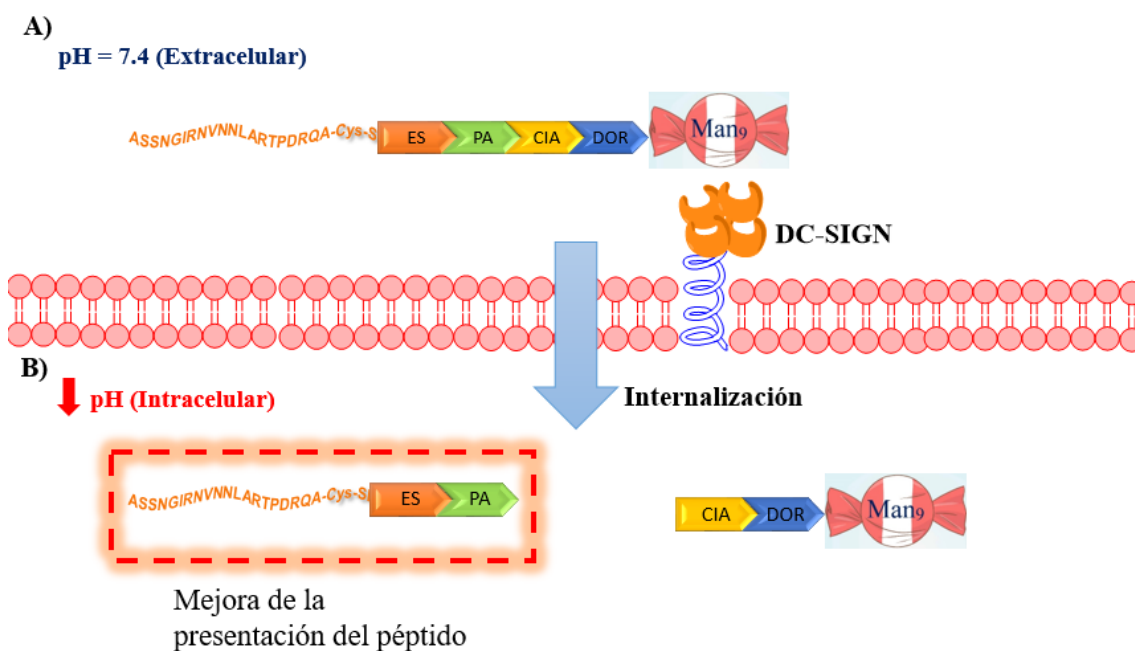 A)
pH = 7.4 (Extracelular)
ASSNGIRNVNNLARTPDRQA-Cys-S
ES PA CIA DOR
Man₉
DC-SIGN
B)
pH (Intracelular)
Internalización
ASSNGIRNVNNLARTPDRQA-Cys-S
ES PA
CIA DOR
Man₉
Mejora de la
presentación del péptido